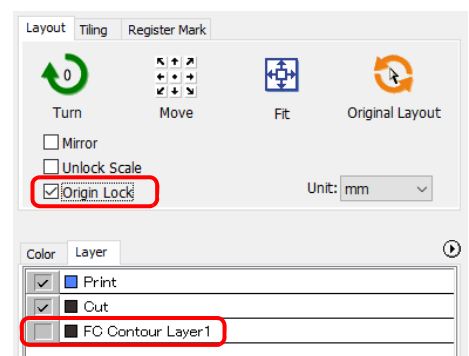 Layout Tiling Register Mark
0
Turn Move Fit Original Layout
Mirror
Unlock Scale
Origin Lock Unit: mm
Color Layer
Print
Cut
FC Contour Layer1